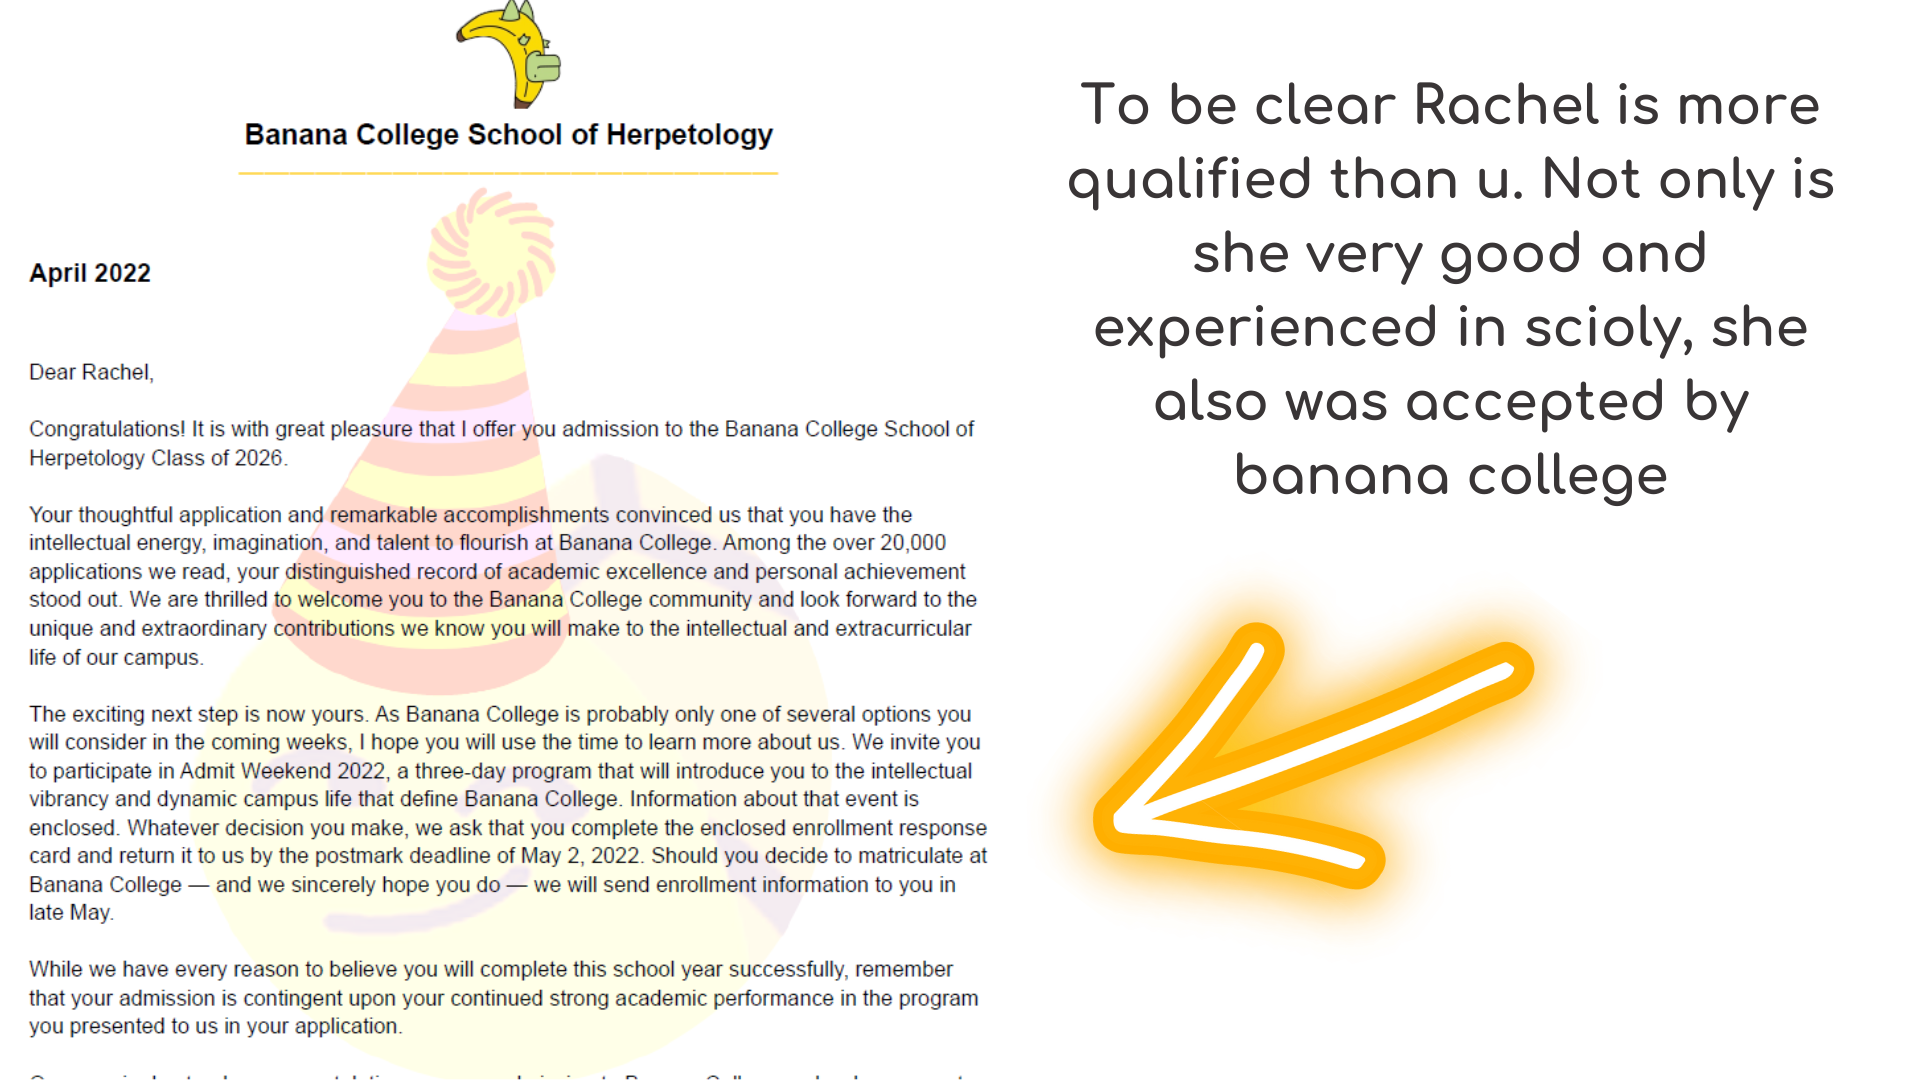 Banana College School of Herpetology
April 2022
Dear Rachel,
Congratulations! It is with great pleasure that I offer you admission to the Banana College School of
Herpetology Class of 2026.
Your thoughtful application and remarkable accomplishments convinced us that you have the
intellectual energy, imagination, and talent to flourish at Banana College. Among the over 20,000
applications we read, your distinguished record of academic excellence and personal achievement
stood out. We are thrilled to welcome you to the Banana College community and look forward to the
unique and extraordinary contributions we know you will make to the intellectual and extracurricular
life of our campus.
The exciting next step is now yours. As Banana College is probably only one of several options you
will consider in the coming weeks, I hope you will use the time to learn more about us. We invite you
to participate in Admit Weekend 2022, a three-day program that will introduce you to the intellectual
vibrancy and dynamic campus life that define Banana College. Information about that event is
enclosed. Whatever decision you make, we ask that you complete the enclosed enrollment response
card and return it to us by the postmark deadline of May 2, 2022. Should you decide to matriculate at
Banana College — and we sincerely hope you do — we will send enrollment information to you in
late May.
While we have every reason to believe you will complete this school year successfully, remember
that your admission is contingent upon your continued strong academic performance in the program
you presented to us in your application.
To be clear Rachel is more
qualified than u. Not only is
she very good and
experienced in scioly, she
also was accepted by
banana college